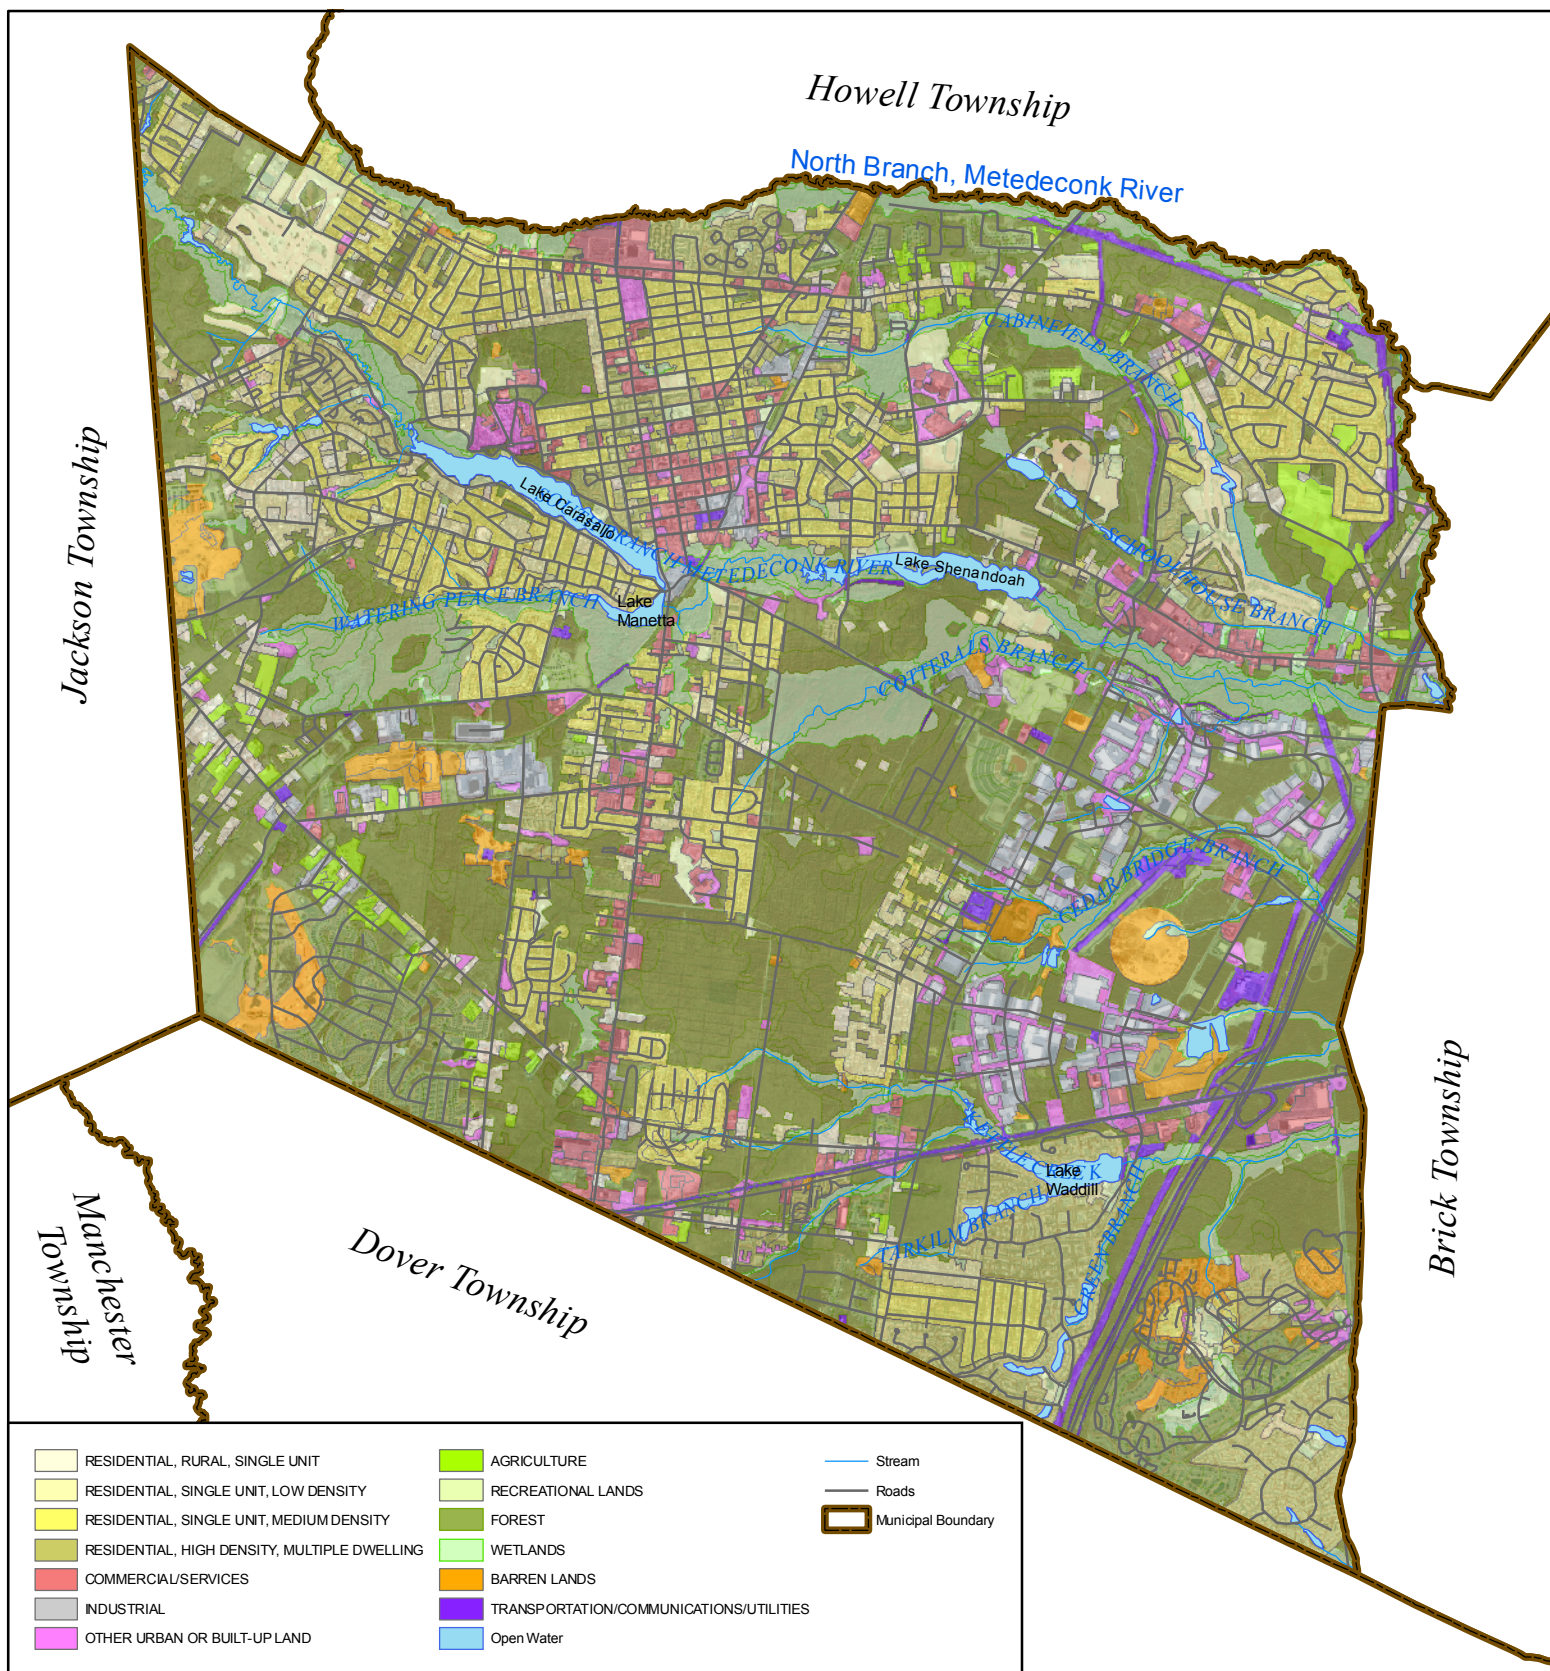 Howell Township
North Branch, Metedeconk River
CABINFIELD BRANCH
Jackson Township
Lake Carasaljo
SOUTH BRANCH METEDECONK RIVER
Lake Shenandoah
SCHOOLHOUSE BRANCH
WATERING PLACE BRANCH
Lake
Manetta
COTTERALS BRANCH
CEDAR BRIDGE BRANCH
Brick Township
KETTLE CREEK
Lake
Waddill
TARKILM BRANCH
GREEN BRANCH
Manchester
Township
Dover Township
RESIDENTIAL, RURAL, SINGLE UNIT
RESIDENTIAL, SINGLE UNIT, LOW DENSITY
RESIDENTIAL, SINGLE UNIT, MEDIUM DENSITY
RESIDENTIAL, HIGH DENSITY, MULTIPLE DWELLING
COMMERCIAL/SERVICES
INDUSTRIAL
OTHER URBAN OR BUILT-UP LAND
AGRICULTURE
RECREATIONAL LANDS
FOREST
WETLANDS
BARREN LANDS
TRANSPORTATION/COMMUNICATIONS/UTILITIES
Open Water
Stream
Roads
Municipal Boundary